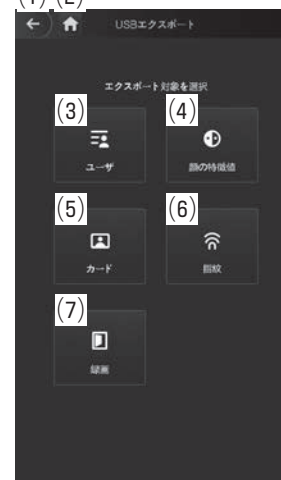 (1) (2)
USBエクスポート
エクスポート対象を選択
(3) (4)
ユーザ 顔の特徴値
(5) (6)
カード 指紋
(7)
録画